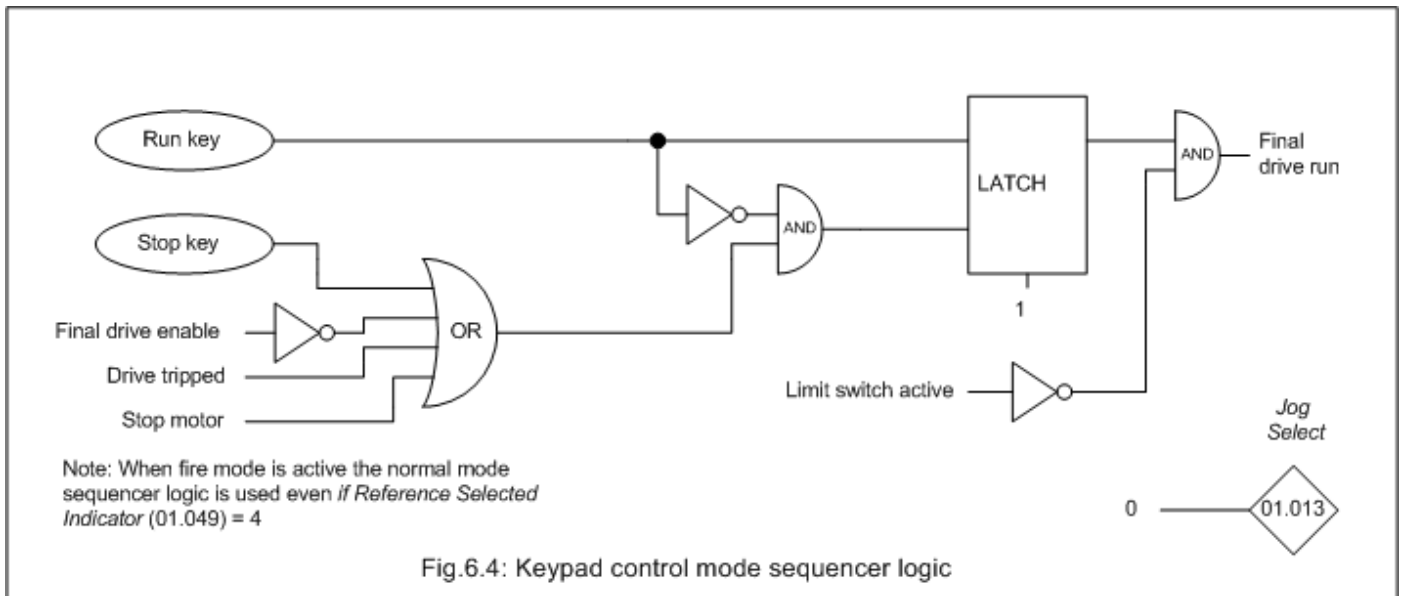 Run key
Stop key
Final drive enable
Drive tripped
Stop motor
OR
AND
LATCH
1
AND
Final
drive run
Limit switch active
Jog
Select
0
01.013
Note: When fire mode is active the normal mode
sequencer logic is used even if Reference Selected
Indicator (01.049) = 4
Fig.6.4: Keypad control mode sequencer logic